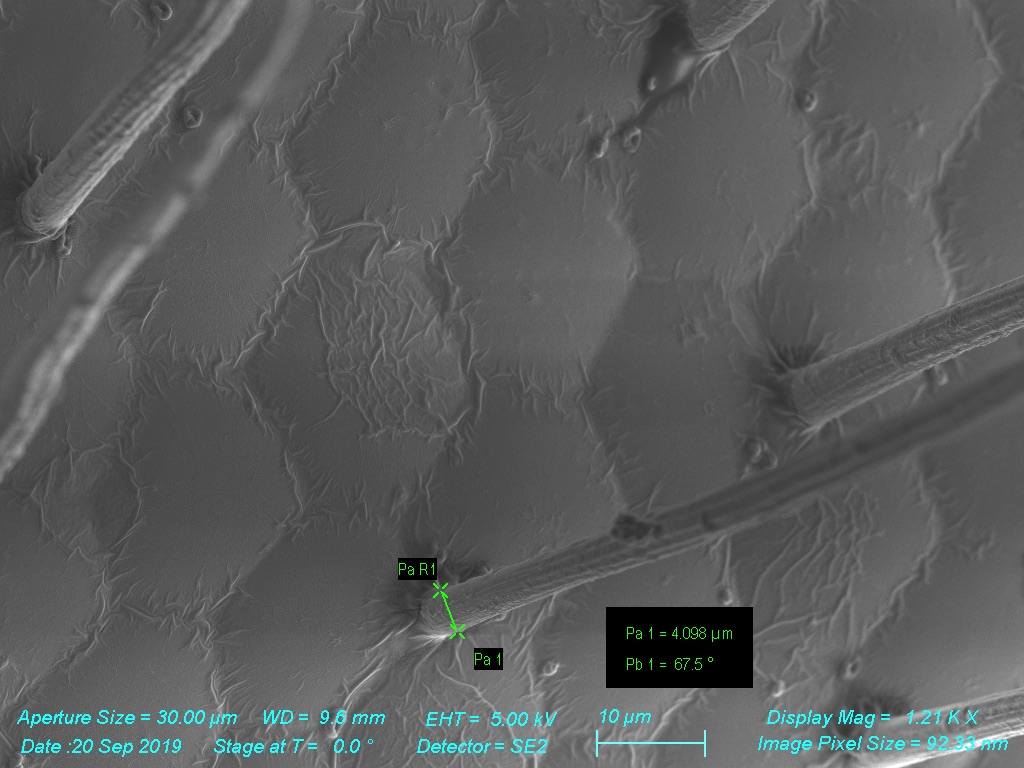 Pa R1
Pa 1
Pa 1 = 4.098 µm
Pb 1 = 67.5 °
Aperture Size = 30.00 µm WD = 9.6 mm EHT = 5.00 kV 10 µm Display Mag = 1.21 K X
Date :20 Sep 2019 Stage at T = 0.0 ° Detector = SE2 Image Pixel Size = 92.33 nm